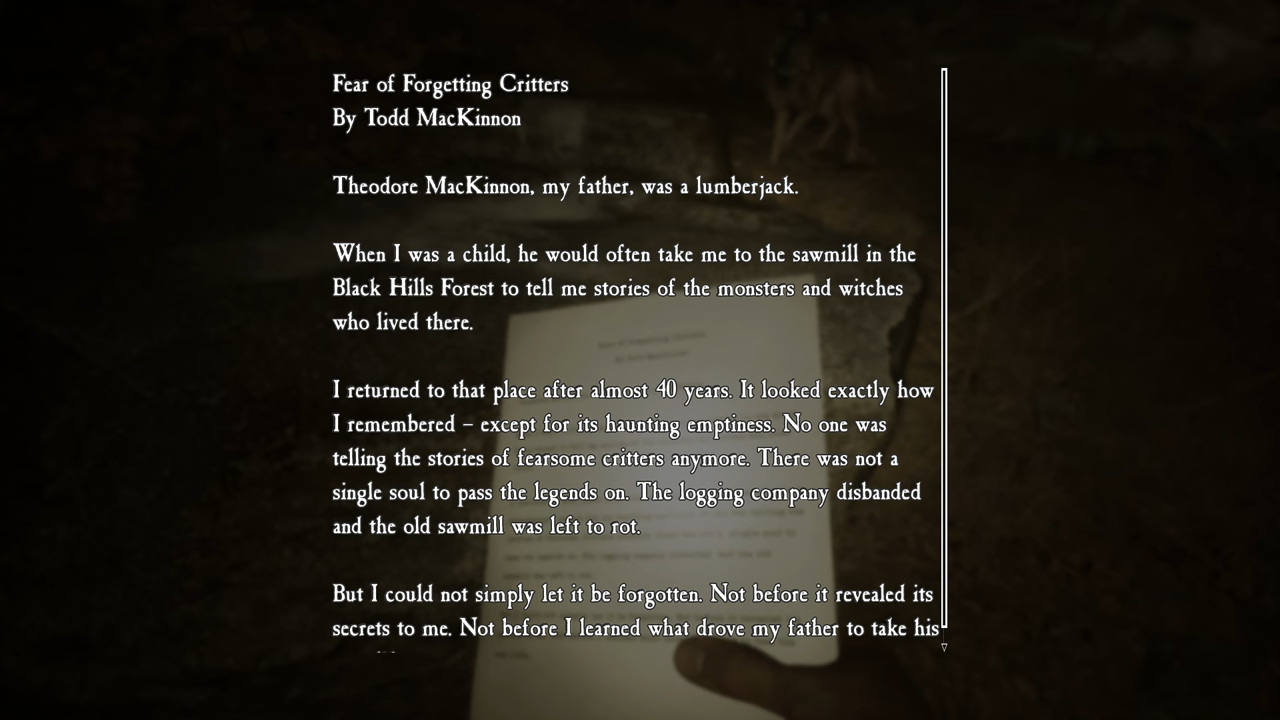 Fear of Forgetting Critters
By Todd MacKinnon
Theodore MacKinnon, my father, was a lumberjack.
When I was a child, he would often take me to the sawmill in the
Black Hills Forest to tell me stories of the monsters and witches
who lived there.
I returned to that place after almost 40 years. It looked exactly how
I remembered – except for its haunting emptiness. No one was
telling the stories of fearsome critters anymore. There was not a
single soul to pass the legends on. The logging company disbanded
and the old sawmill was left to rot.
But I could not simply let it be forgotten. Not before it revealed its
secrets to me. Not before I learned what drove my father to take his